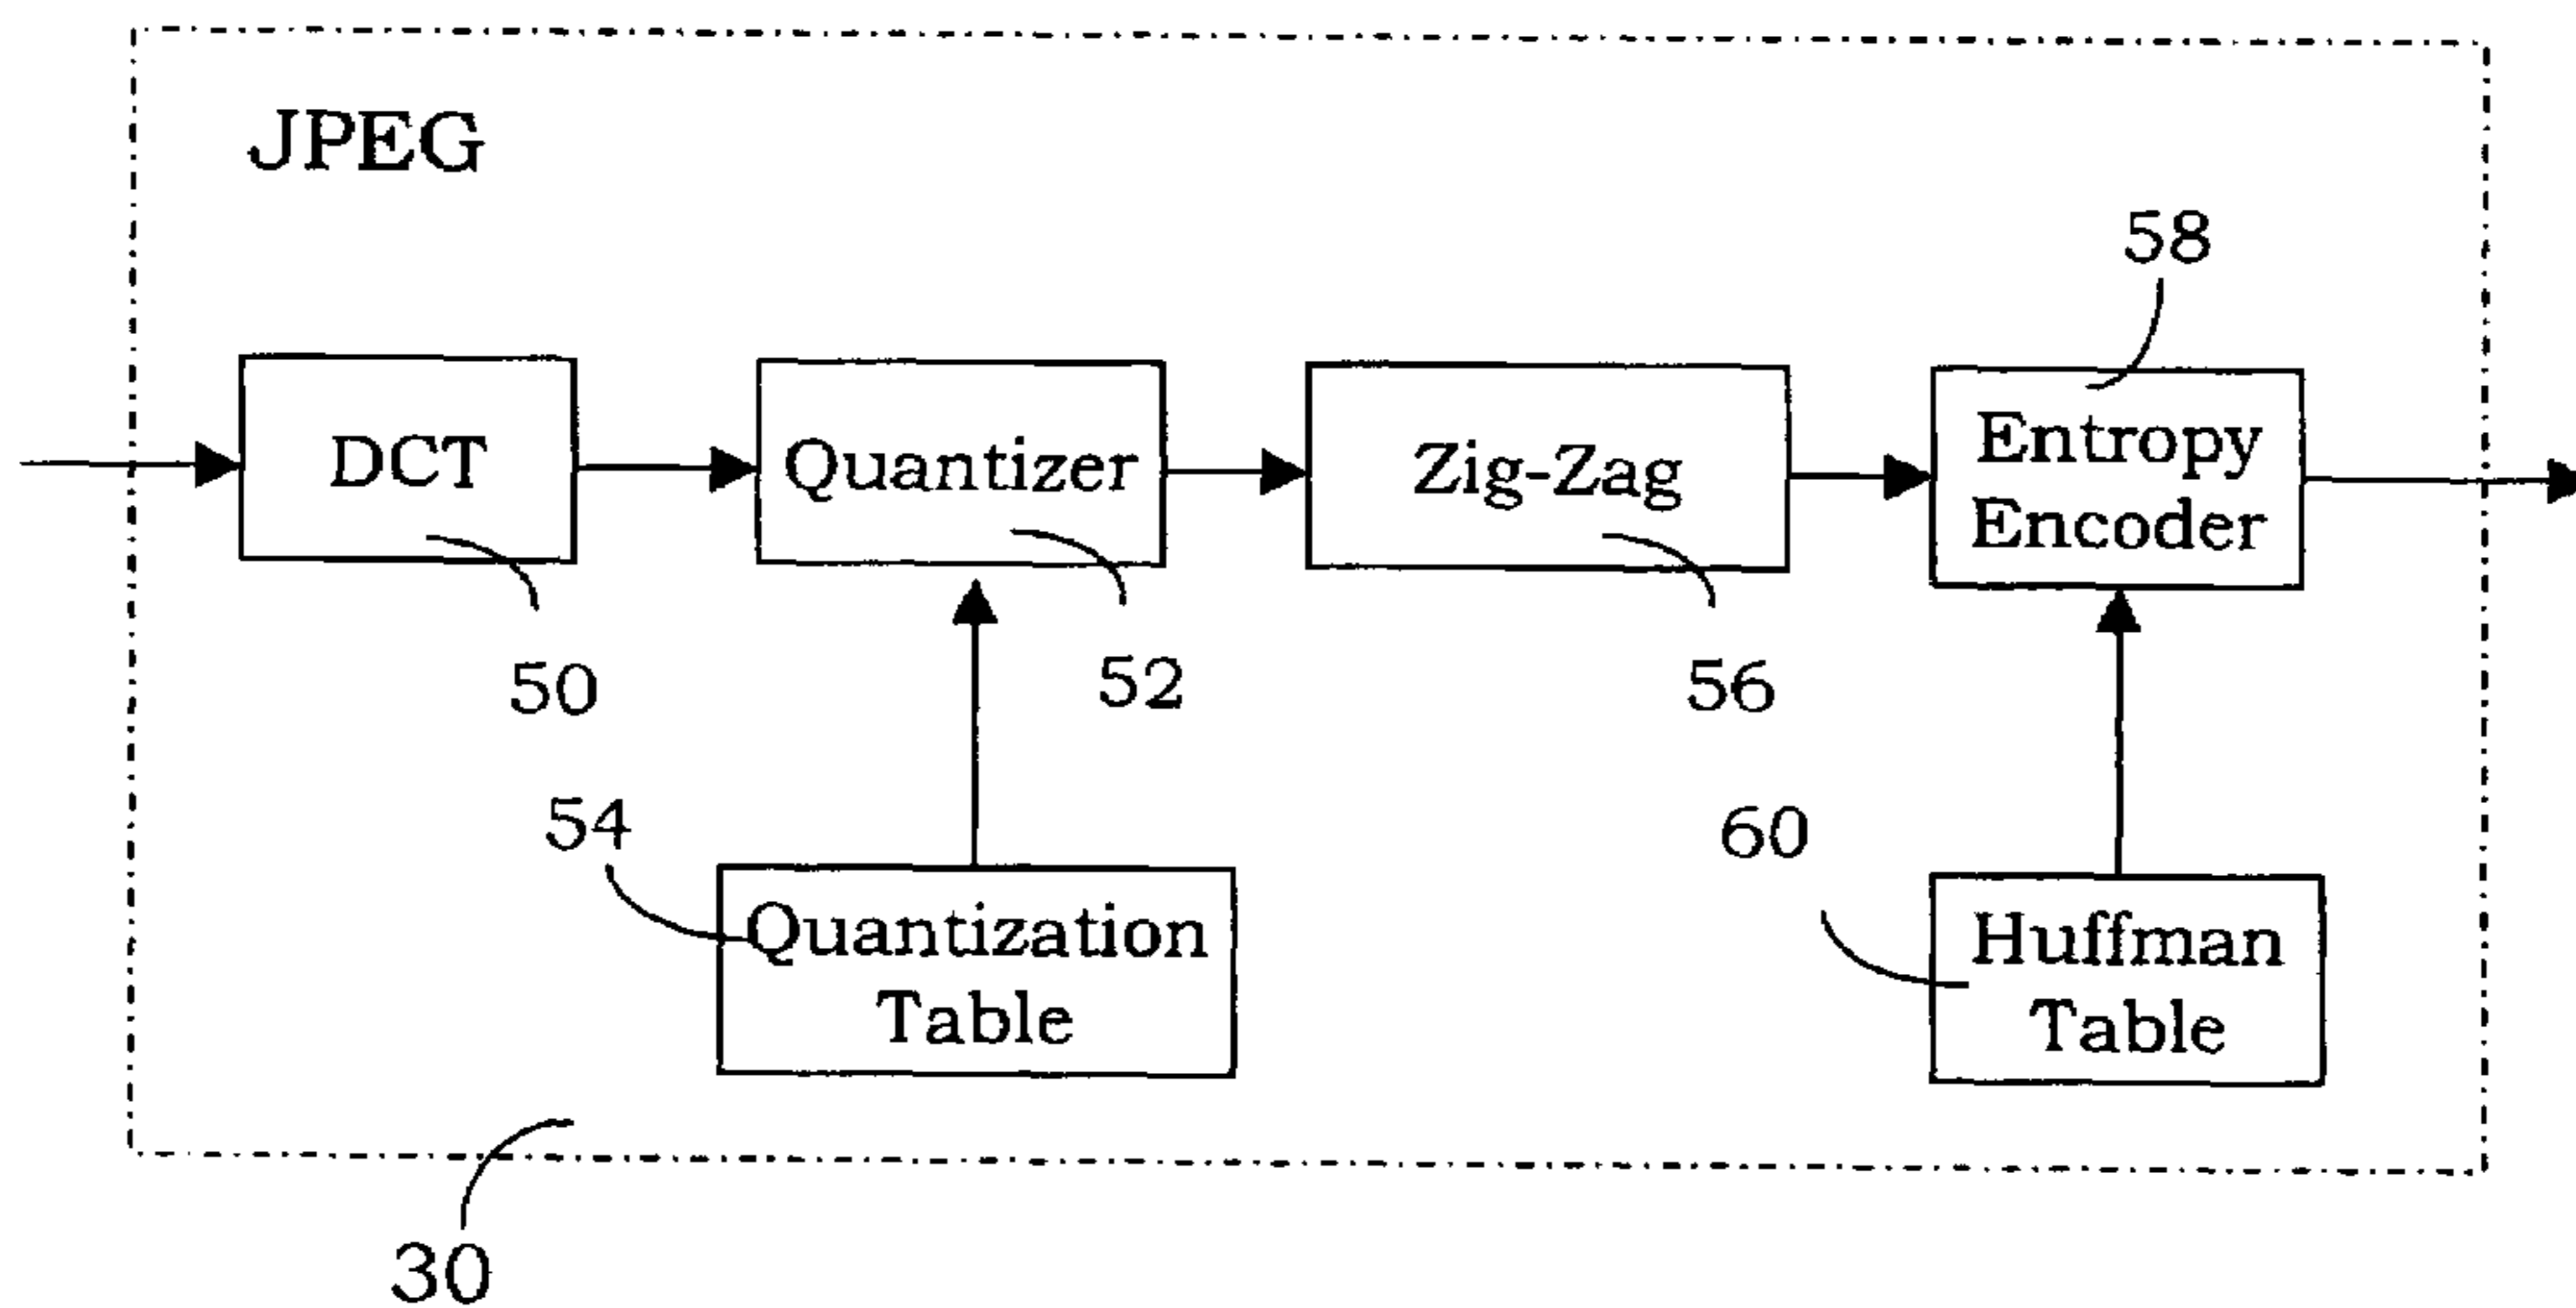 JPEG
58
DCT
Quantizer
Zig-Zag
Entropy
Encoder
50
52
56
54
60
Quantization
Table
Huffman
Table
30